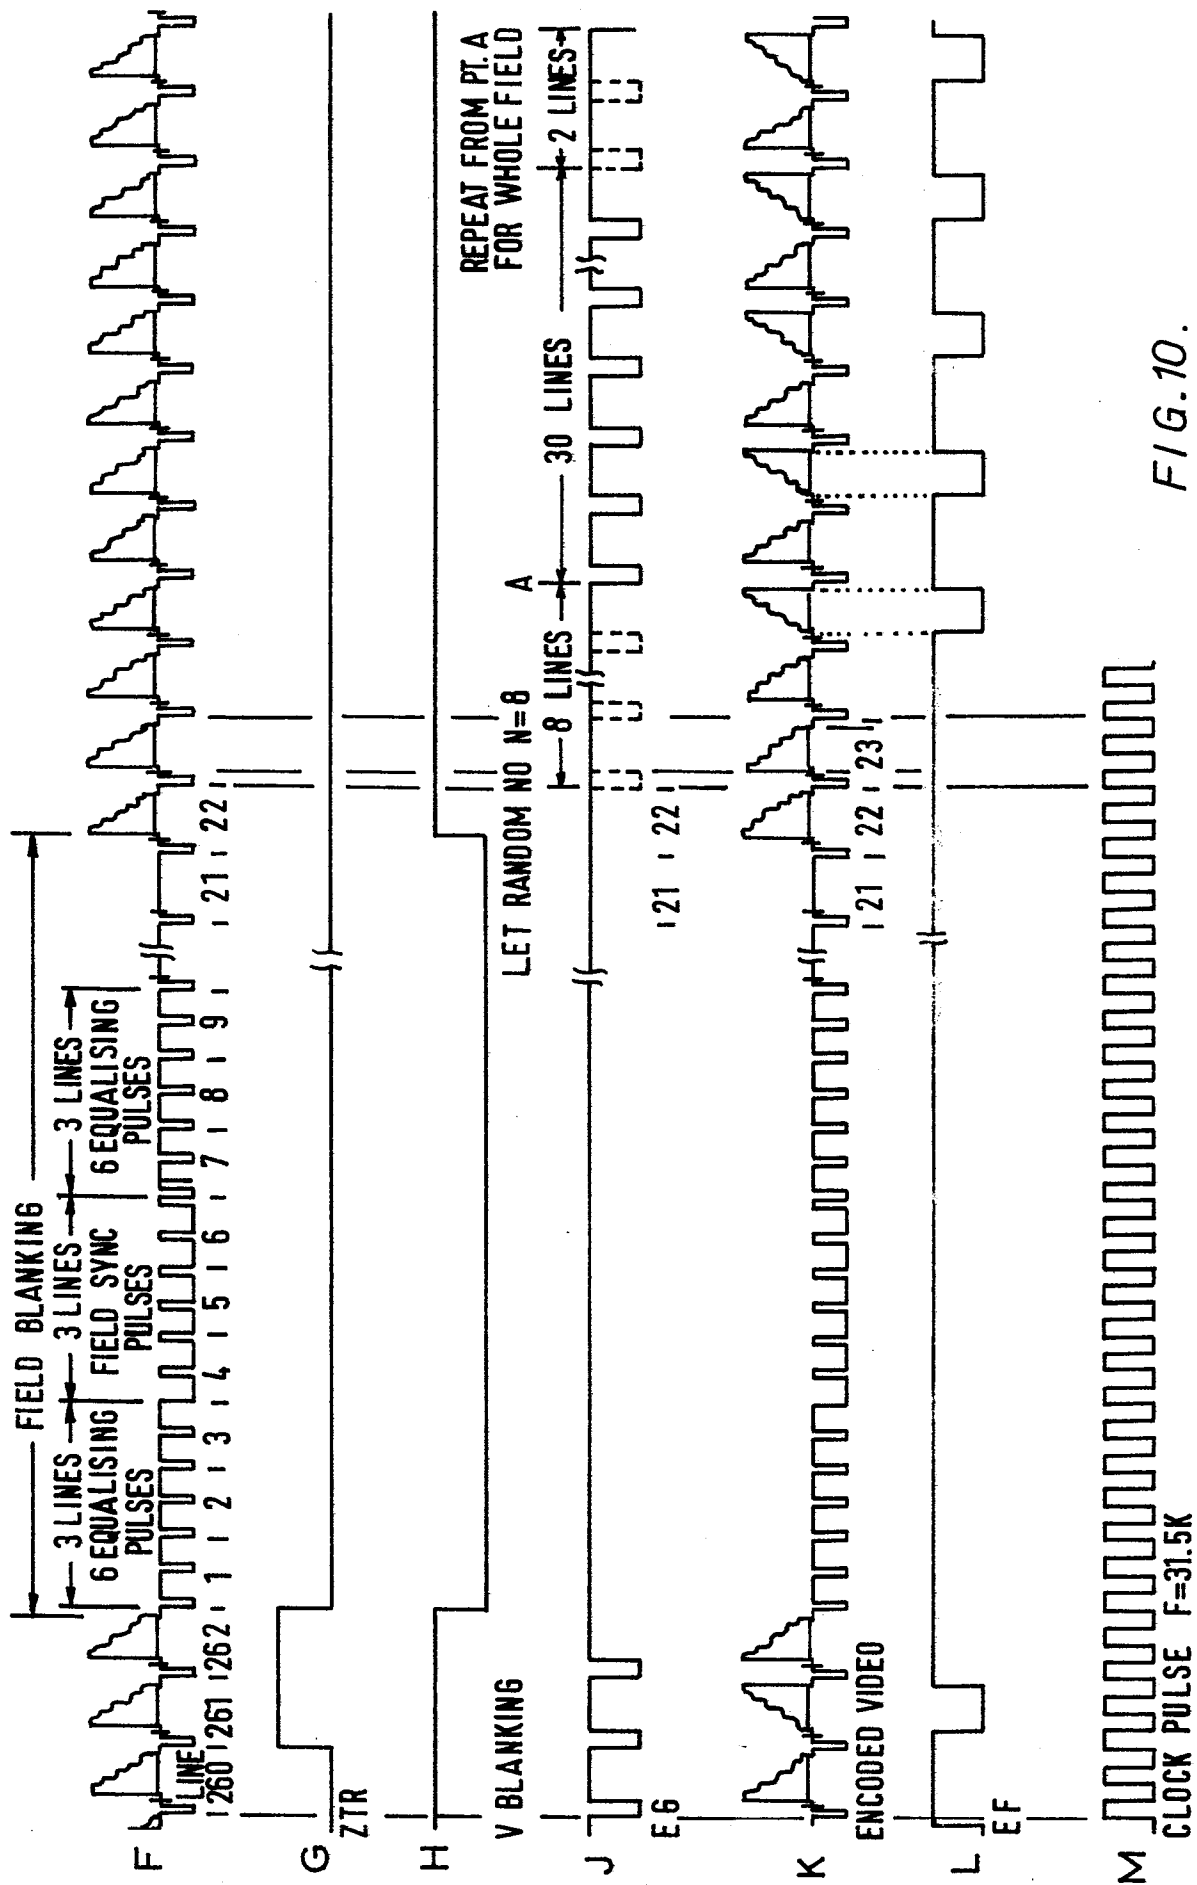 FIELD BLANKING
3 LINES 3 LINES 3 LINES
6 EQUALISING PULSES
FIELD SYNC PULSES
6 EQUALISING PULSES
F
LINE
260 261 262 1 2 3 4 5 6 7 8 9 21 22
G
ZTR
H
V BLANKING
LET RANDOM NO N=8
REPEAT FROM PT. A
FOR WHOLE FIELD
8 LINES A 30 LINES 2 LINES
J
E6
21 22
K
ENCODED VIDEO
21 22 23
L
EF
M
CLOCK PULSE F=31.5K
FIG.10.